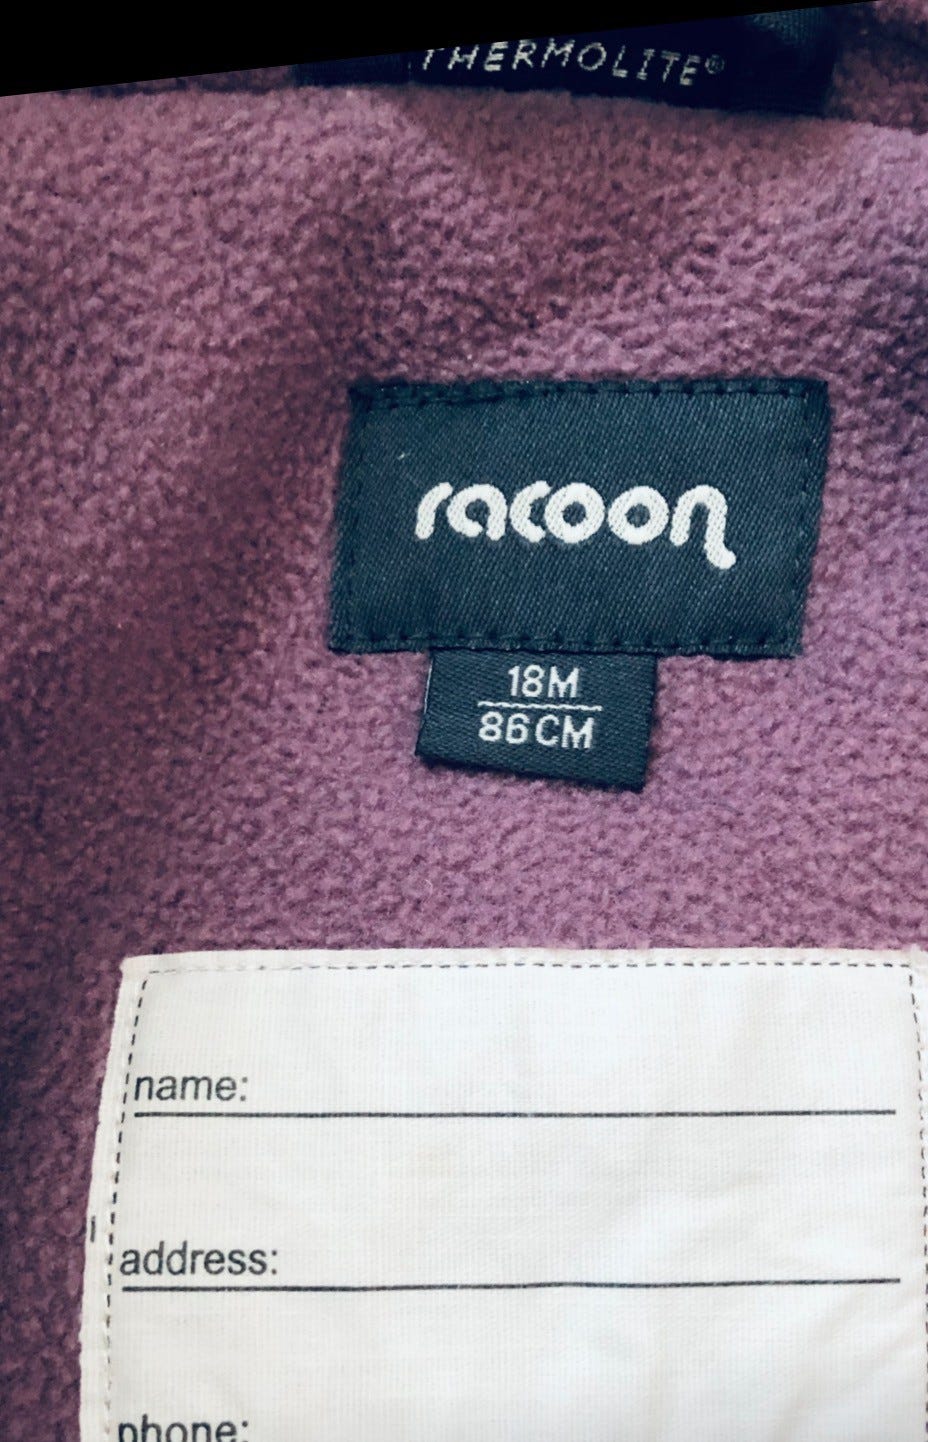 THERMOLITE®
racoon
18M
86CM
name:
address:
phone: